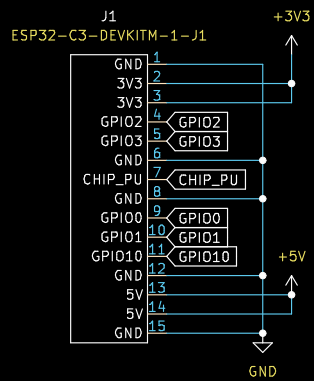 J1
+3V3
ESP32-C3-DEVKITM-1-J1
GND 1
3V3 2
3V3 3
GPIO2 4 GPIO2
GPIO3 5 GPIO3
GND 6
CHIP_PU 7 CHIP_PU
GND 8
GPIO0 9 GPIO0
GPIO1 10 GPIO1
GPIO10 11 GPIO10
+5V
GND 12
5V 13
5V 14
GND 15
GND